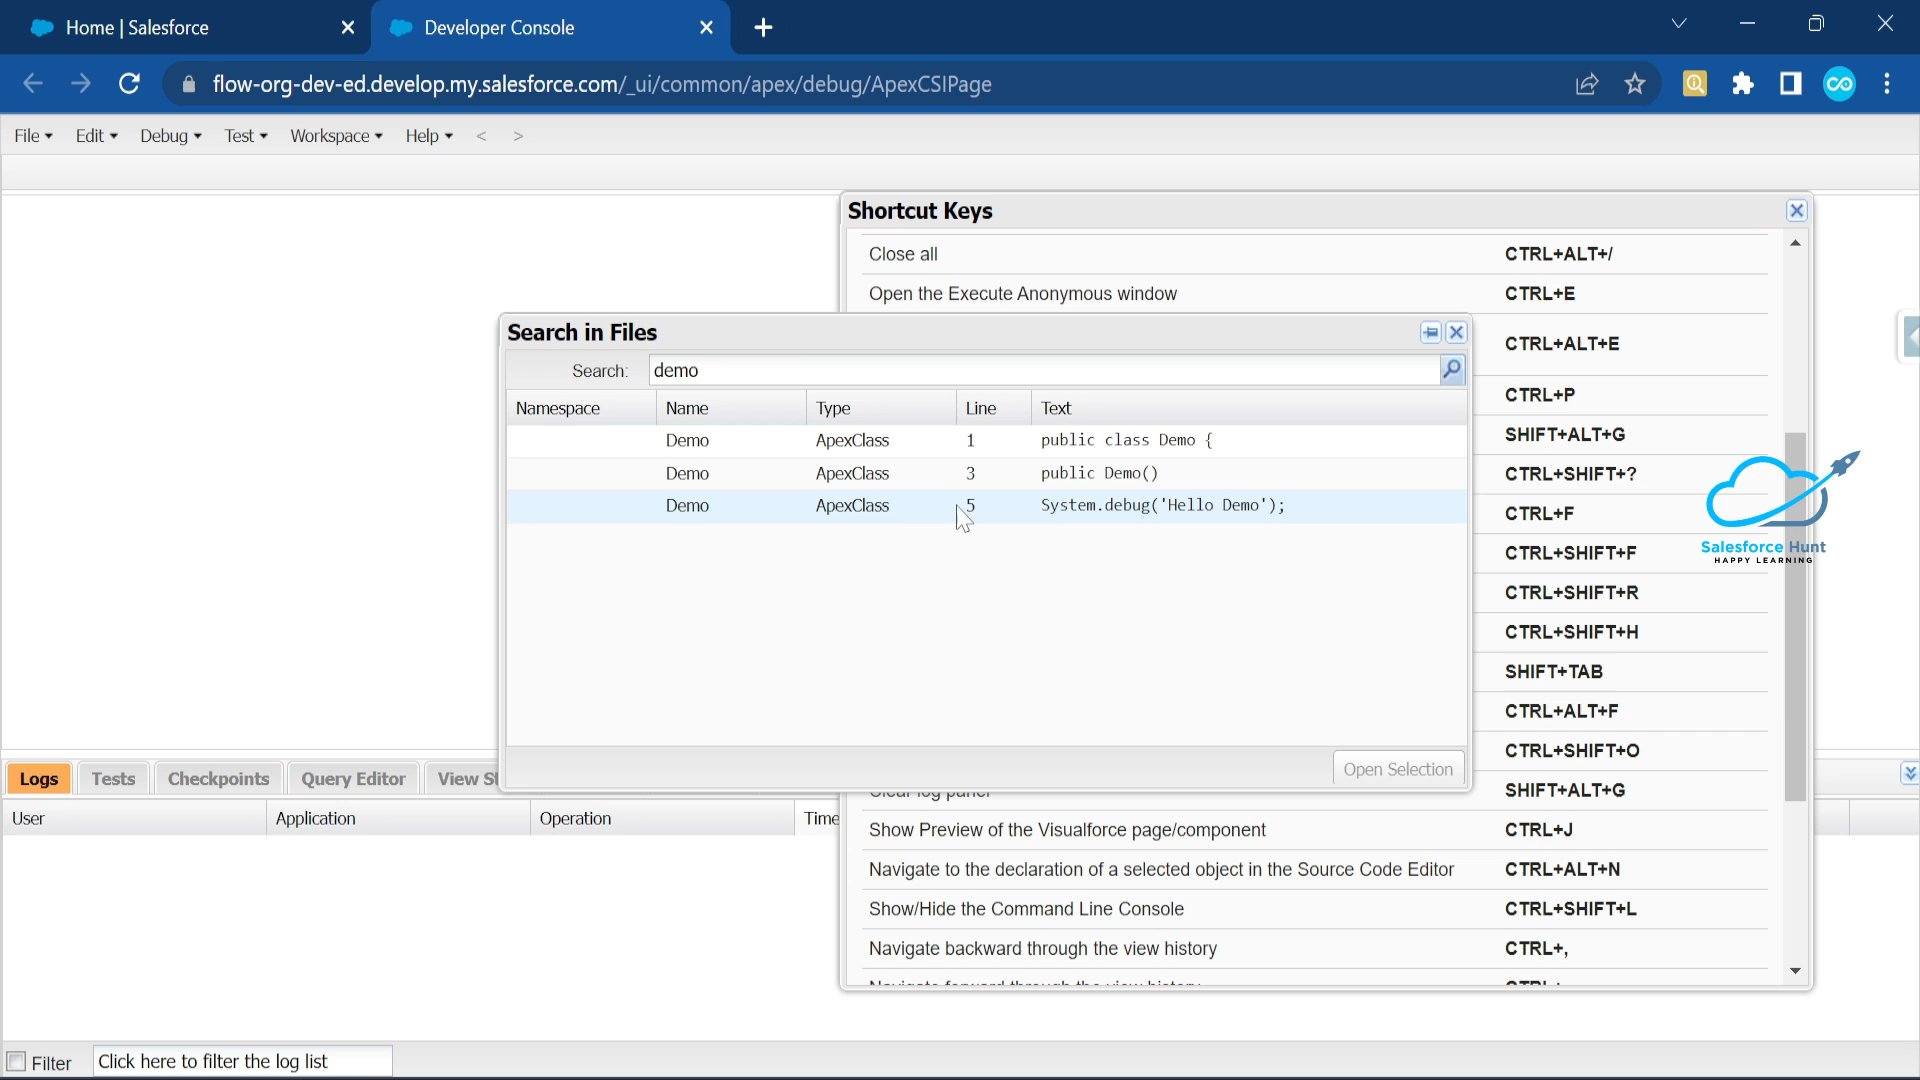 Home | Salesforce
Developer Console
flow-org-dev-ed.develop.my.salesforce.com/_ui/common/apex/debug/ApexCSIPage
File Edit Debug Test Workspace Help < >
Shortcut Keys
Close all CTRL+ALT+/
Open the Execute Anonymous window CTRL+E
Search in Files
CTRL+ALT+E
Search: demo
CTRL+P
Namespace Name Type Line Text
Demo ApexClass 1 public class Demo {
SHIFT+ALT+G
Demo ApexClass 3 public Demo()
CTRL+SHIFT+?
Demo ApexClass 5 System.debug('Hello Demo');
CTRL+F
CTRL+SHIFT+F
Salesforce Hunt
HAPPY LEARNING
CTRL+SHIFT+R
CTRL+SHIFT+H
SHIFT+TAB
CTRL+ALT+F
CTRL+SHIFT+O
Open Selection
Logs Tests Checkpoints Query Editor View
SHIFT+ALT+G
User Application Operation Time
Show Preview of the Visualforce page/component CTRL+J
Navigate to the declaration of a selected object in the Source Code Editor CTRL+ALT+N
Show/Hide the Command Line Console CTRL+SHIFT+L
Navigate backward through the view history CTRL+,
Filter Click here to filter the log list